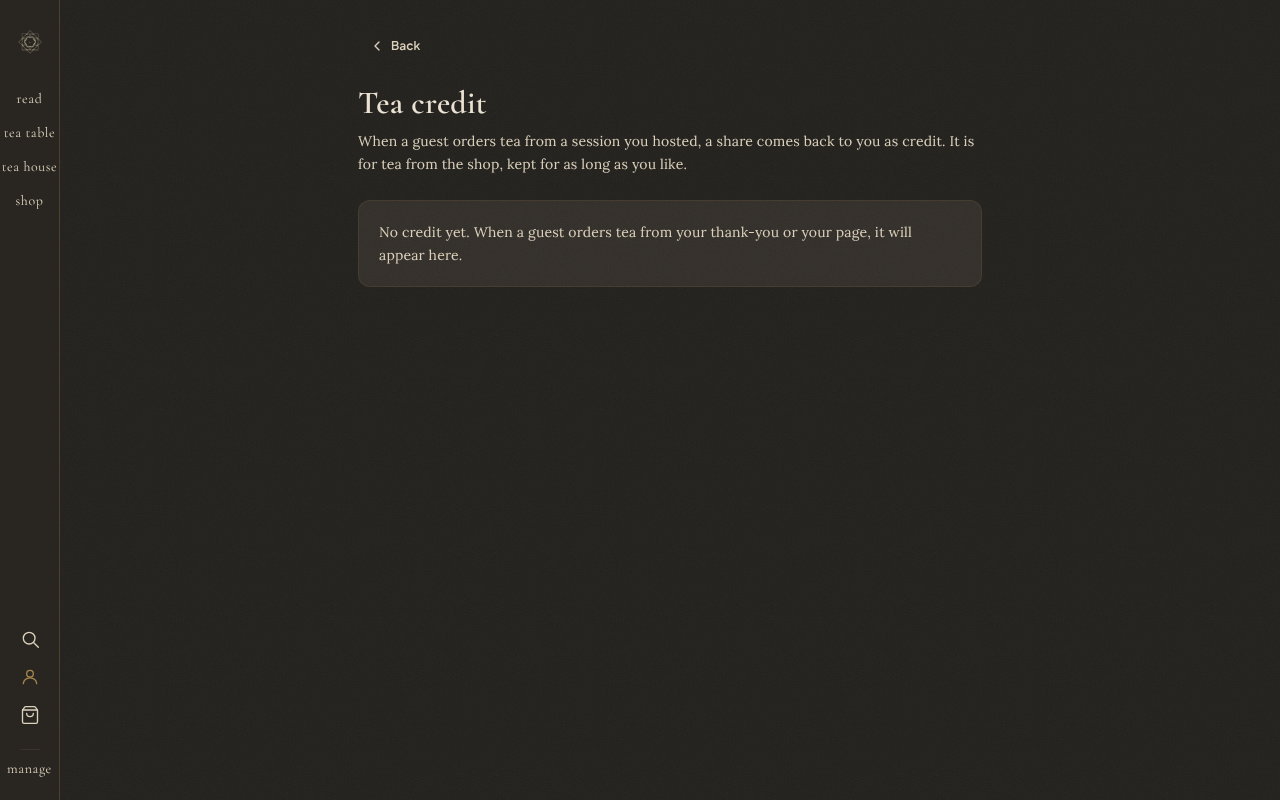 Back
read
tea table
tea house
shop
Tea credit
When a guest orders tea from a session you hosted, a share comes back to you as credit. It is
for tea from the shop, kept for as long as you like.
No credit yet. When a guest orders tea from your thank-you or your page, it will
appear here.
manage